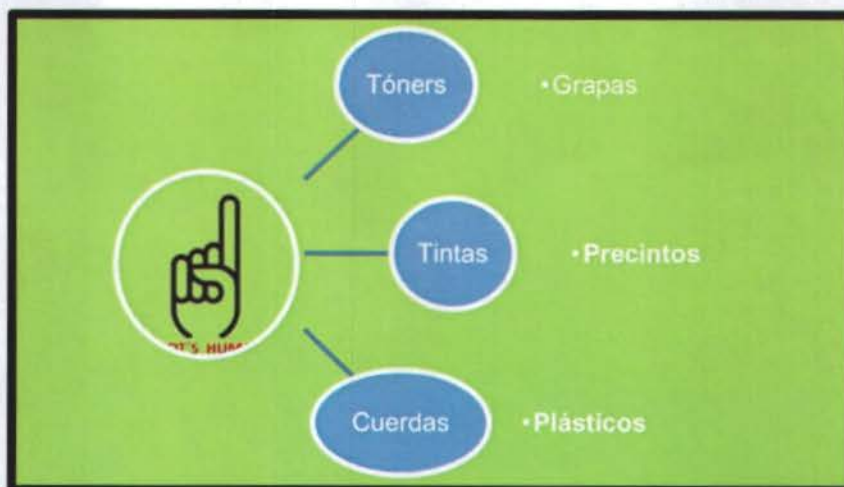 Tóners
• Grapas
Tintas
• Precintos
Cuerdas
• Plásticos